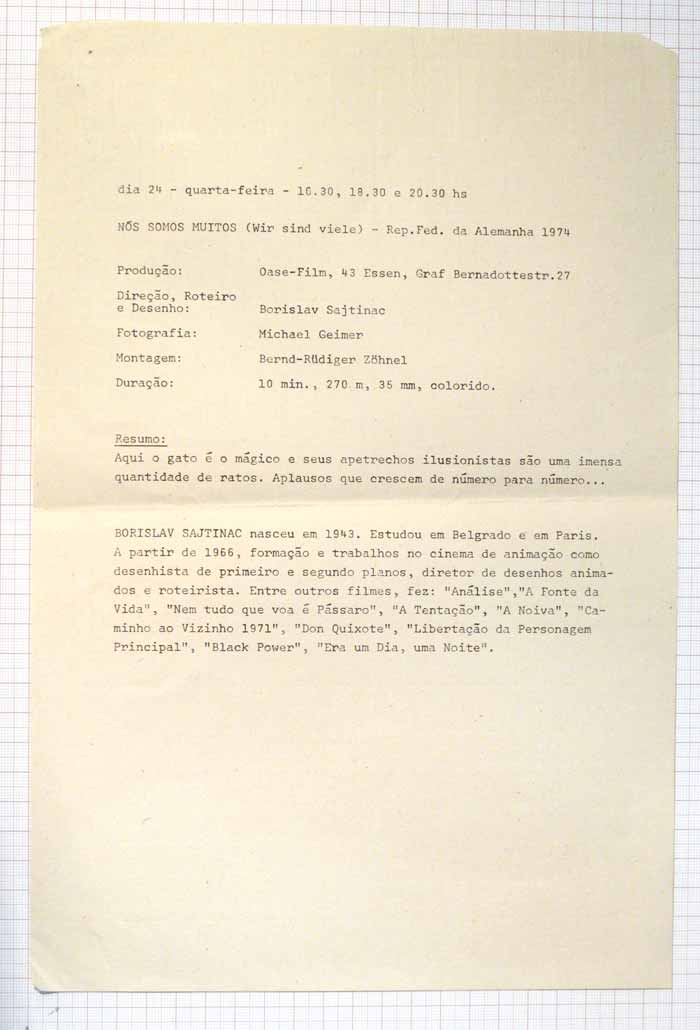 dia 24 - quarta-feira - 16.30, 18.30 e 20.30 hs
NÓS SOMOS MUITOS (Wir sind viele) - Rep.Fed. da Alemanha 1974
Produção: Oase-Film, 43 Essen, Graf Bernadottestr.27
Direção, Roteiro
e Desenho: Borislav Sajtinac
Fotografia: Michael Geimer
Montagem: Bernd-Rüdiger Zöhnel
Duração: 10 min., 270 m, 35 mm, colorido.
Resumo:
Aqui o gato é o mágico e seus apetrechos ilusionistas são uma imensa
quantidade de ratos. Aplausos que crescem de número para número...
BORISLAV SAJTINAC nasceu em 1943. Estudou em Belgrado e em Paris.
A partir de 1966, formação e trabalhos no cinema de animação como
desenhista de primeiro e segundo planos, diretor de desenhos anima-
dos e roteirista. Entre outros filmes, fez: "Análise","A Fonte da
Vida", "Nem tudo que voa é Pássaro", "A Tentação", "A Noiva", "Ca-
minho ao Vizinho 1971", "Don Quixote", "Libertação da Personagem
Principal", "Black Power", "Era um Dia, uma Noite".